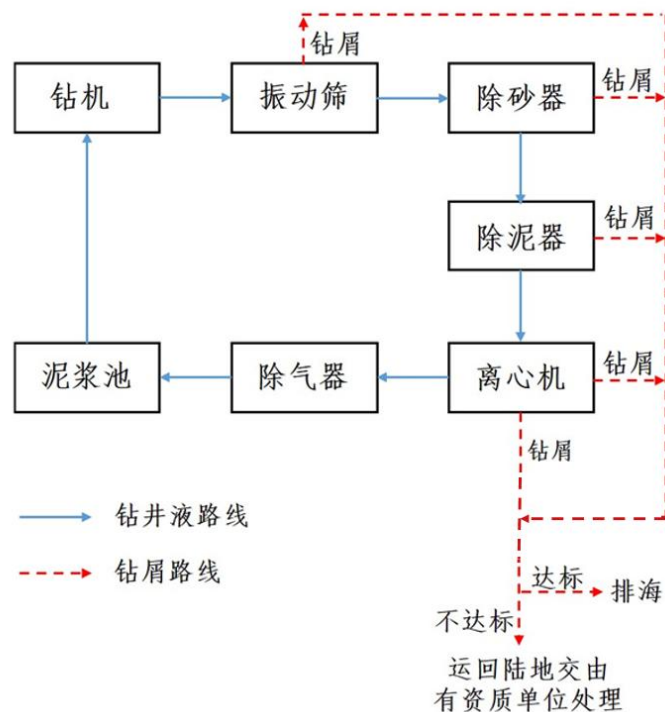 钻屑
钻机
振动筛
除砂器
钻屑
除泥器
钻屑
泥浆池
除气器
离心机
钻屑
钻屑
钻井液路线
钻屑路线
达标
排海
不达标
运回陆地交由
有资质单位处理